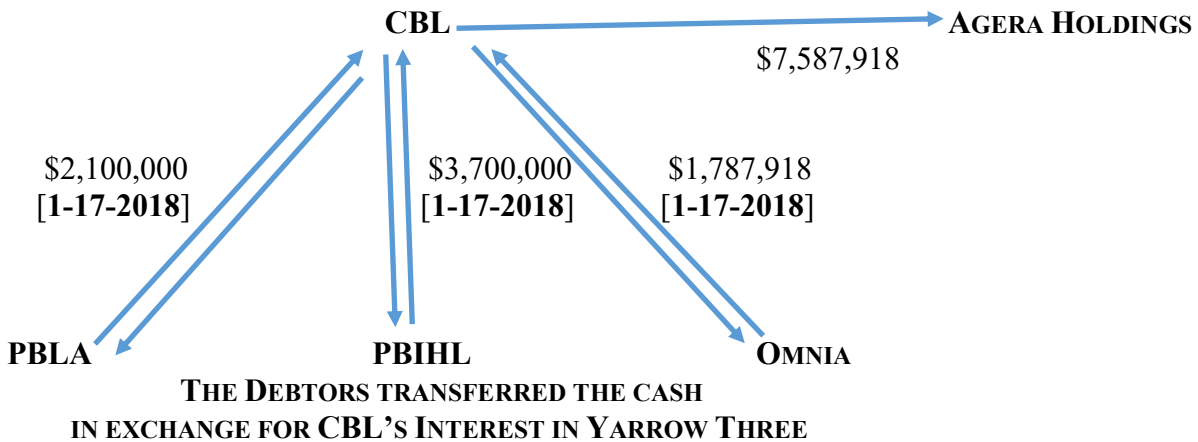 CBL
AGERA HOLDINGS
$7,587,918
$2,100,000
[1-17-2018]
$3,700,000
[1-17-2018]
$1,787,918
[1-17-2018]
PBLA
PBIHL
OMNIA
THE DEBTORS TRANSFERRED THE CASH
IN EXCHANGE FOR CBL'S INTEREST IN YARROW THREE